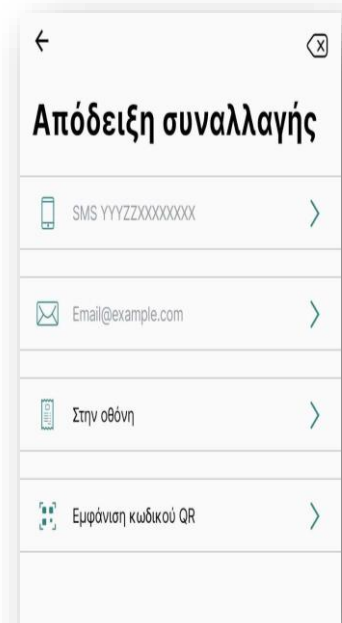 Απόδειξη συναλλαγής
SMS YYYZZXXXXXXXX
Email@example.com
Στην οθόνη
Εμφάνιση κωδικού QR